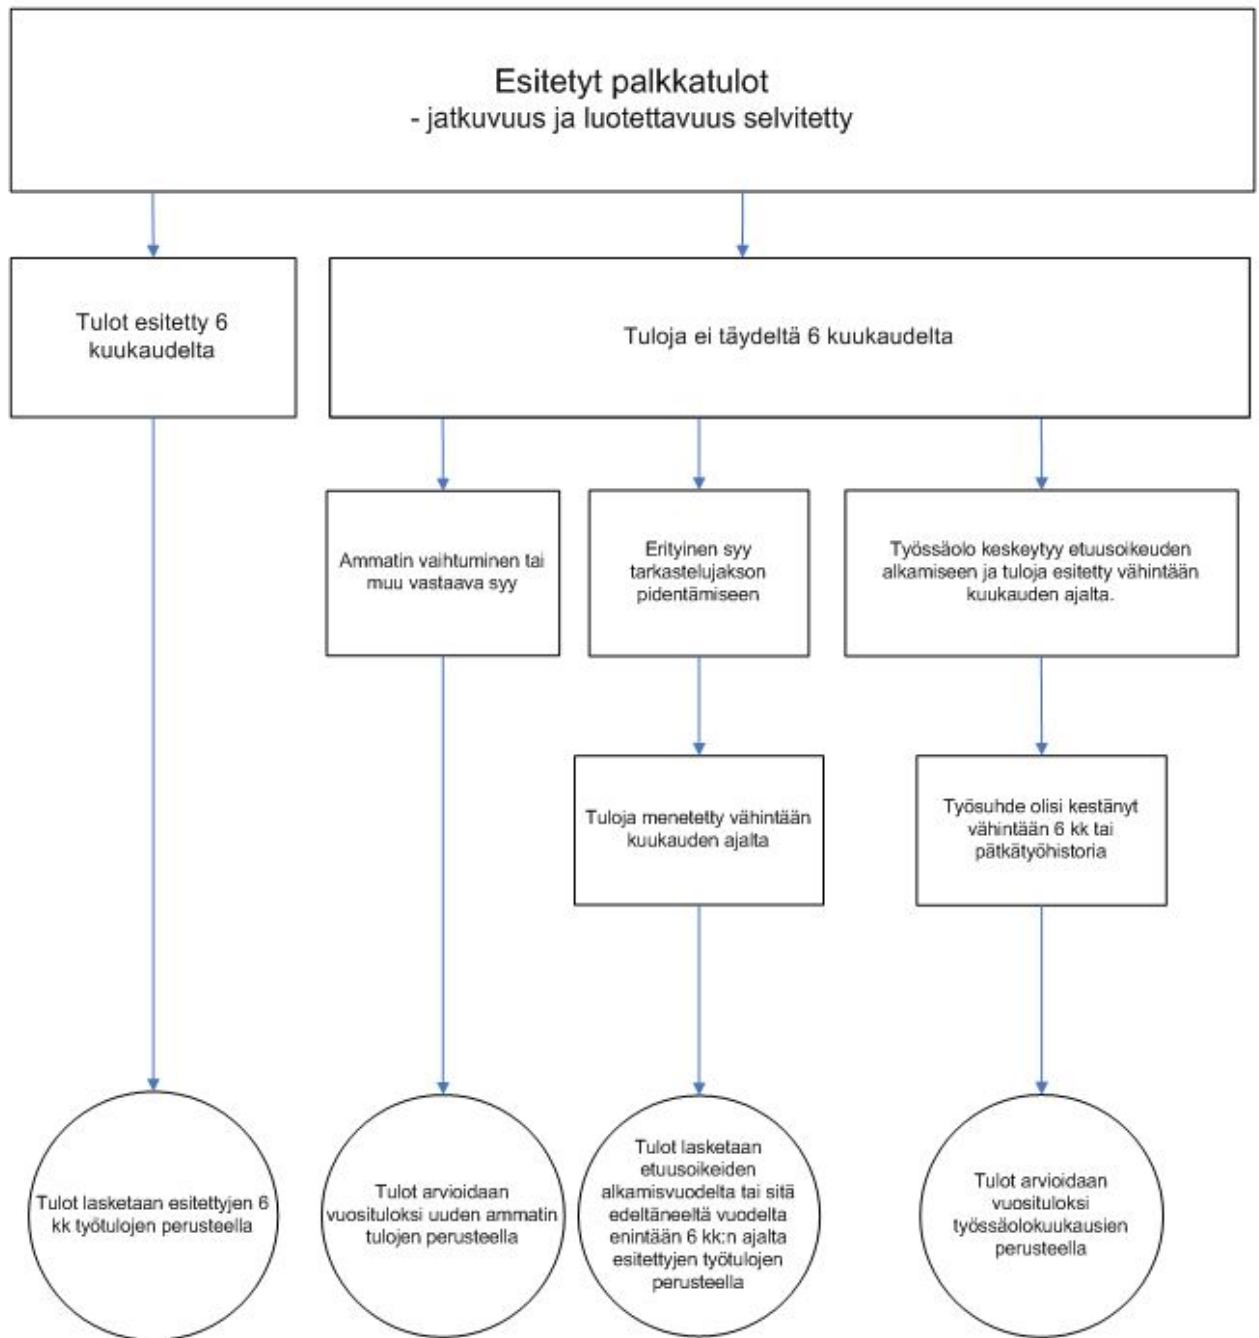 Esitetyt palkkatulot
- jatkuvuus ja luotettavuus selvitetty
Tulot esitetty 6
kuukaudelta
Tuloja ei täydeltä 6 kuukaudelta
Ammatin vaihtuminen tai
muu vastaava syy
Erityinen syy
tarkastelujakson
pidentämiseen
Työssäolo keskeytyy etuusoikeuden
alkamiseen ja tuloja esitetty vähintään
kuukauden ajalta.
Tuloja menetetty vähintään
kuukauden ajalta
Työsuhde olisi kestänyt
vähintään 6 kk tai
pätkätyöhistoria
Tulot lasketaan esitettyjen 6
kk työtulojen perusteella
Tulot arvioidaan
vuosituloksi uuden ammatin
tulojen perusteella
Tulot lasketaan
etuusoikeiden
alkamisvuodelta tai sitä
edeltäneeltä vuodelta
enintään 6 kk:n ajalta
esitettyjen työtulojen
perusteella
Tulot arvioidaan
vuosituloksi
työssäolokuukausien
perusteella